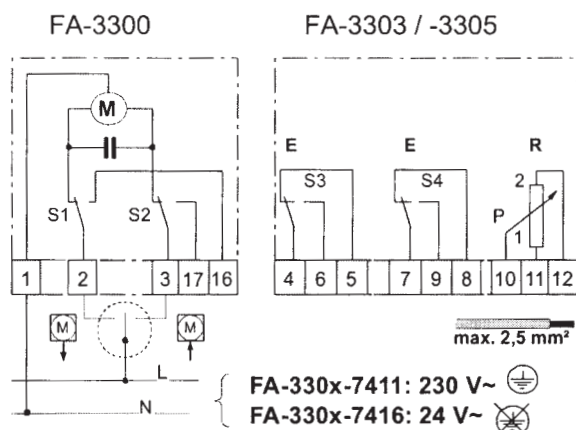 FA-3300
FA-3303 / -3305
M
E
E
R
S1
S2
S3
S4
P
2
1
1
2
3
17
16
4
6
5
7
9
8
10
11
12
M
M
max. 2,5 mm²
L
N
FA-330x-7411: 230 V~
FA-330x-7416: 24 V~